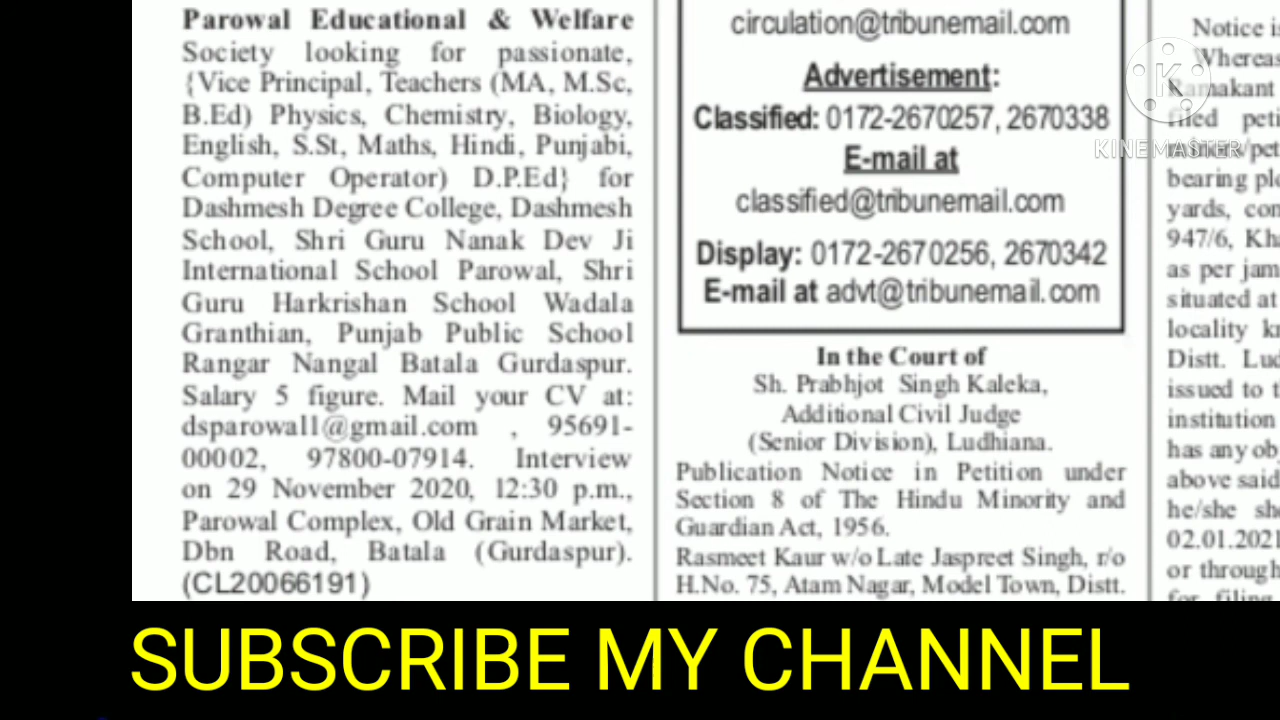 Parowal Educational & Welfare
Society looking for passionate,
{Vice Principal, Teachers (MA, M.Sc,
B.Ed) Physics, Chemistry, Biology,
English, S.St, Maths, Hindi, Punjabi,
Computer Operator) D.P.Ed} for
Dashmesh Degree College, Dashmesh
School, Shri Guru Nanak Dev Ji
International School Parowal, Shri
Guru Harkrishan School Wadala
Granthian, Punjab Public School
Rangar Nangal Batala Gurdaspur.
Salary 5 figure. Mail your CV at:
dsparowal1@gmail.com , 95691-
00002, 97800-07914. Interview
on 29 November 2020, 12:30 p.m.,
Parowal Complex, Old Grain Market,
Dbn Road, Batala (Gurdaspur).
(CL20066191)
circulation@tribunemail.com
Advertisement:
Classified: 0172-2670257, 2670338
E-mail at
classified@tribunemail.com
Display: 0172-2670256, 2670342
E-mail at advt@tribunemail.com
In the Court of
Sh. Prabhjot Singh Kaleka,
Additional Civil Judge
(Senior Division), Ludhiana.
Publication Notice in Petition under
Section 8 of The Hindu Minority and
Guardian Act, 1956.
Rasmeet Kaur w/o Late Jaspreet Singh, r/o
H.No. 75, Atam Nagar, Model Town, Distt.
Notice
Whereas
Ramakant
filed
bearing
yards,
947/6,
as per
situated at
locality
Distt.
issued to
institution
has any
above said
he/she
02.01.2021
or through
for
K
KINEMASTER
SUBSCRIBE MY CHANNEL